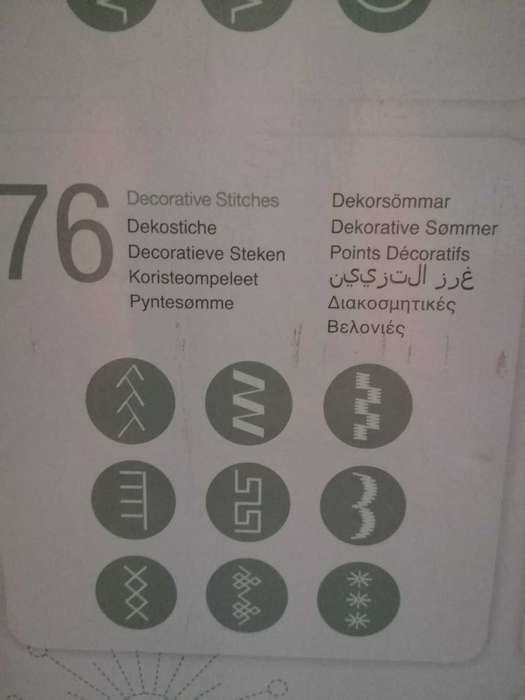 76
Decorative Stitches
Dekostiche
Decoratieve Steken
Koristeompeleet
Pyntesømme
Dekorsömmar
Dekorative Sømmer
Points Décoratifs
غرز التزيين
Διακοσμητικές
Βελονιές